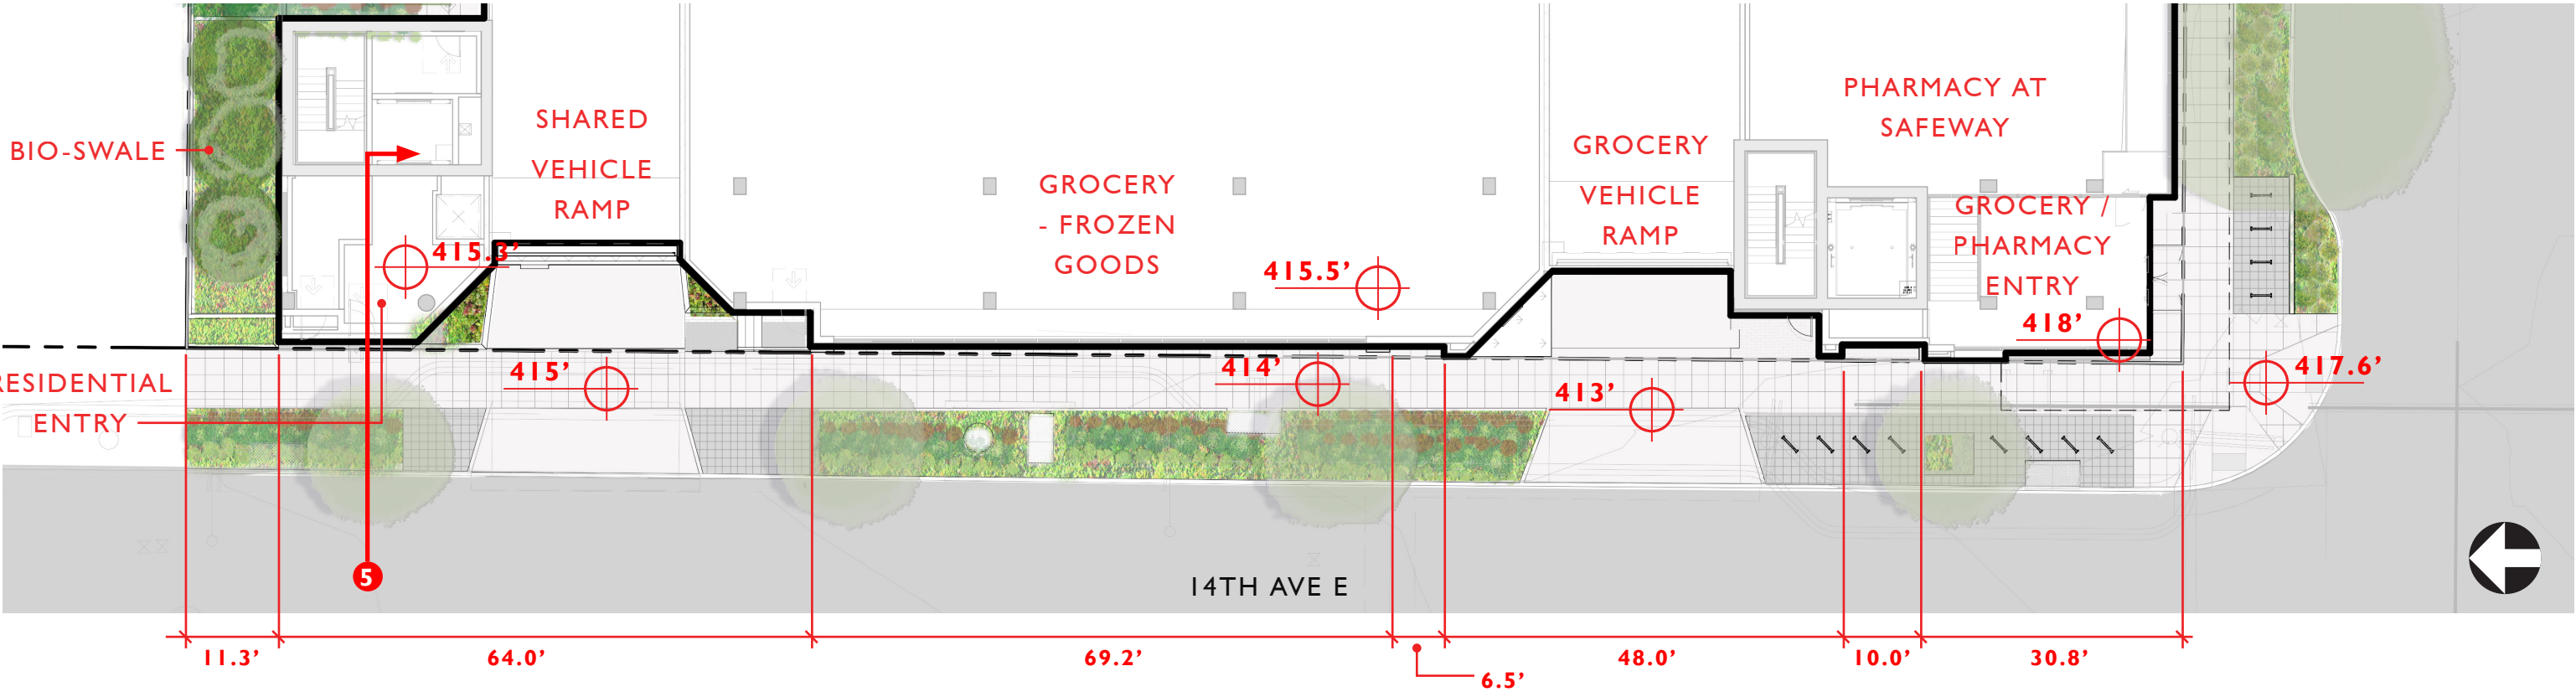 PHARMACY AT
SAFEWAY
SHARED
VEHICLE
RAMP
BIO-SWALE
GROCERY
VEHICLE
RAMP
GROCERY
- FROZEN
GOODS
GROCERY /
PHARMACY
ENTRY
415.3’
415.5’
418’
415’
414’
413’
417.6’
RESIDENTIAL
ENTRY
5
14TH AVE E
11.3’
64.0’
69.2’
6.5’
48.0’
10.0’
30.8’